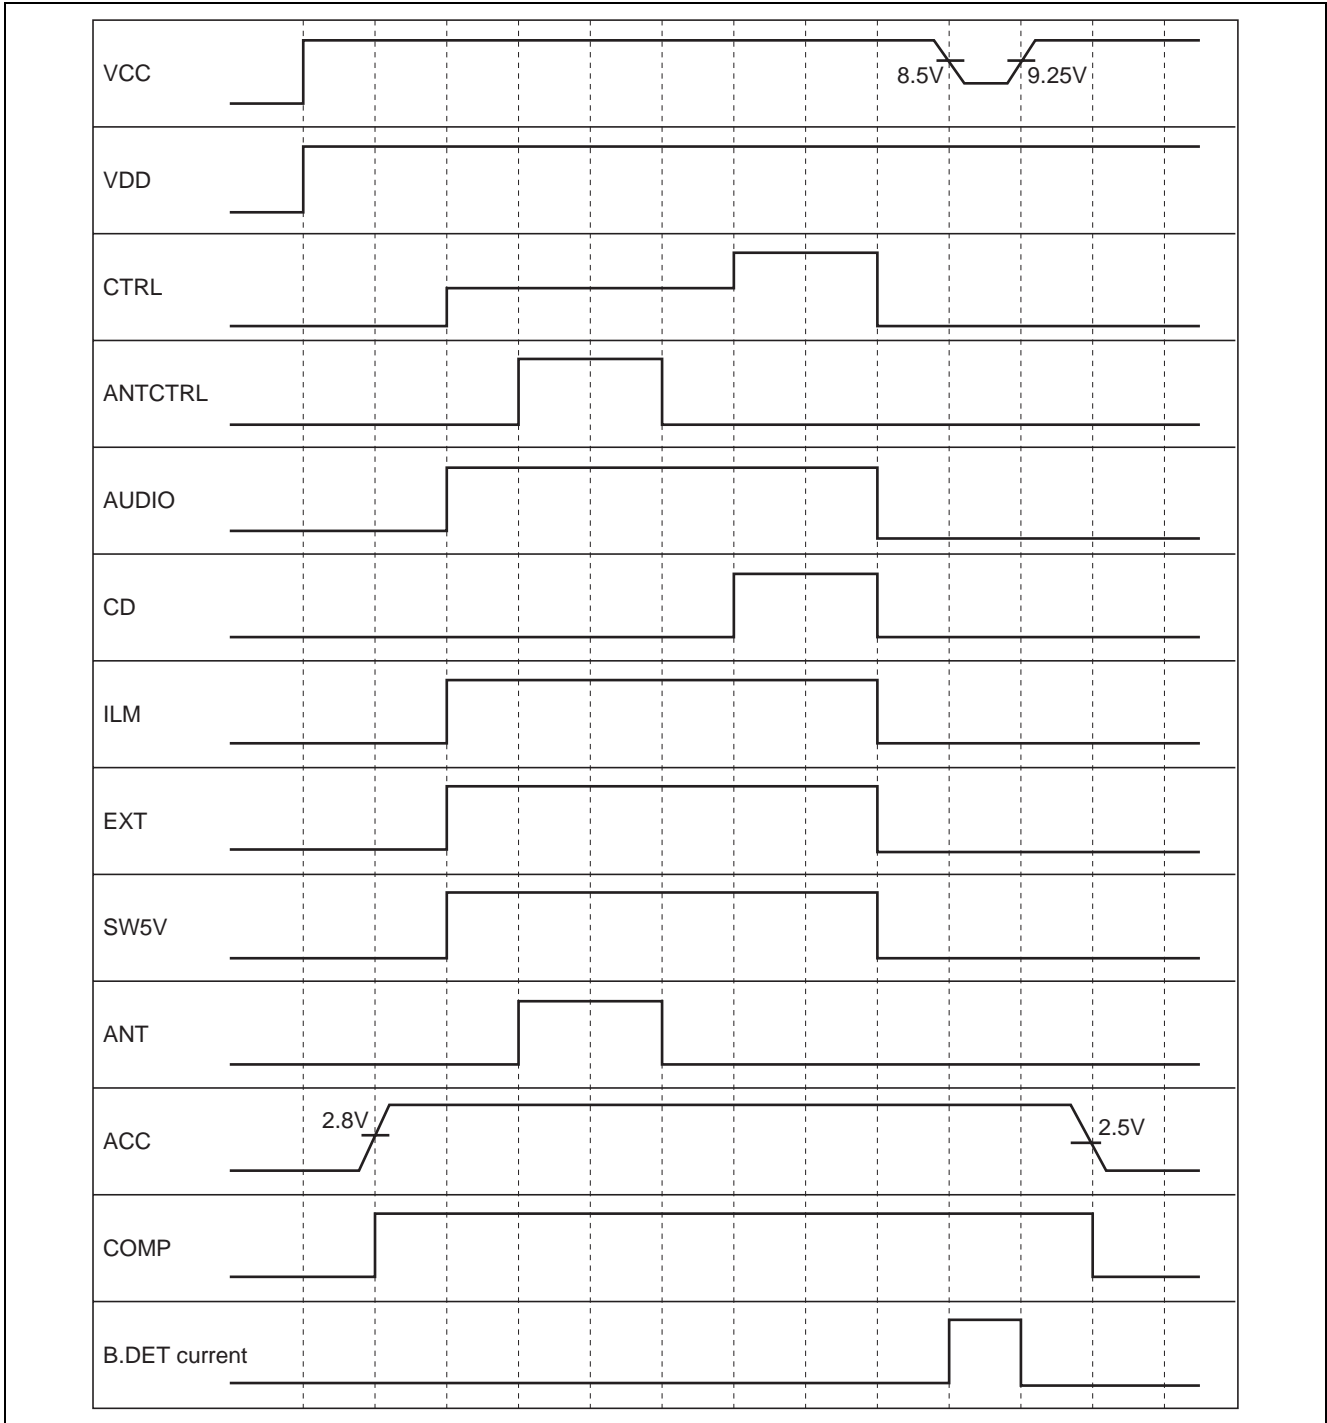 VCC
8.5V
9.25V
VDD
CTRL
ANTCTRL
AUDIO
CD
ILM
EXT
SW5V
ANT
2.8V
ACC
2.5V
COMP
B.DET current